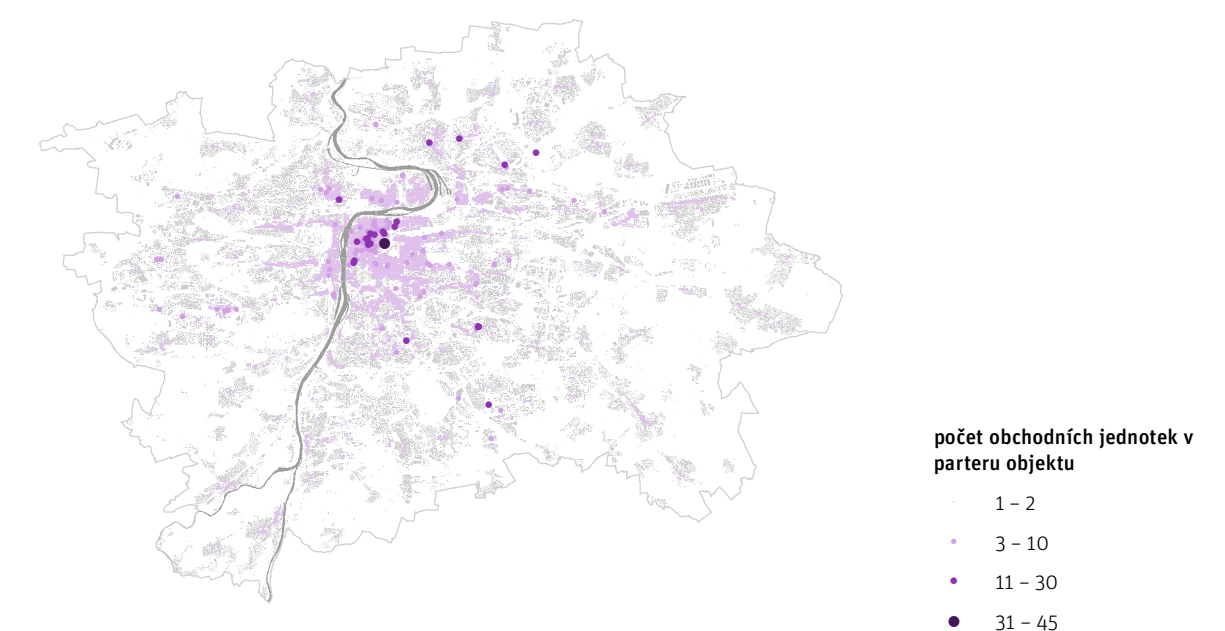 počet obchodních jednotek v
parteru objektu
1 – 2
3 – 10
11 – 30
31 – 45